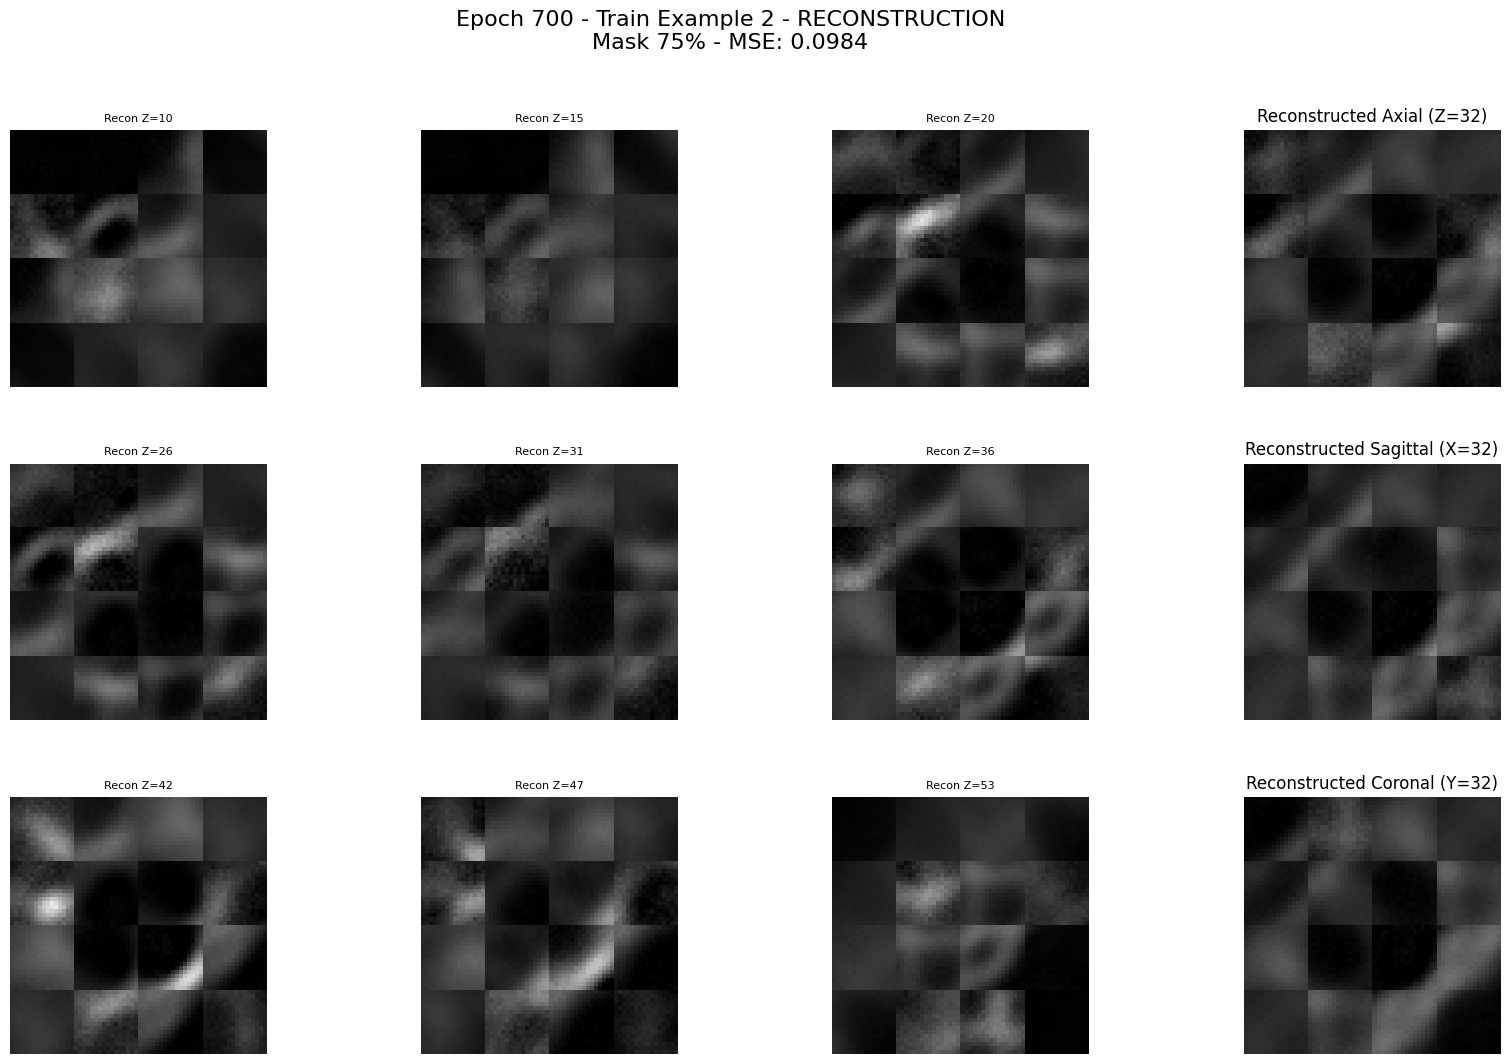 Epoch 700 - Train Example 2 - RECONSTRUCTION
Mask 75% - MSE: 0.0984
Recon Z=10
Recon Z=15
Recon Z=20
Reconstructed Axial (Z=32)
Recon Z=26
Recon Z=31
Recon Z=36
Reconstructed Sagittal (X=32)
Recon Z=42
Recon Z=47
Recon Z=53
Reconstructed Coronal (Y=32)